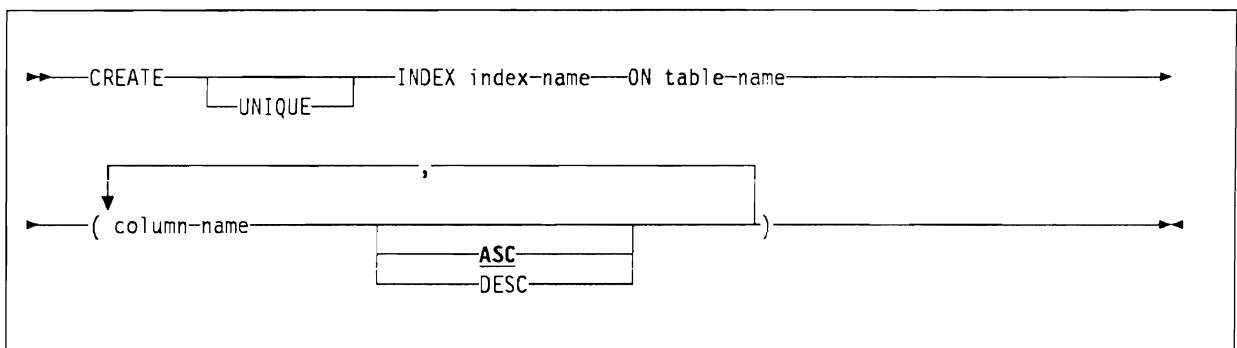 CREATE INDEX index-name ON table-name
UNIQUE
,
( column-name )
ASC
DESC